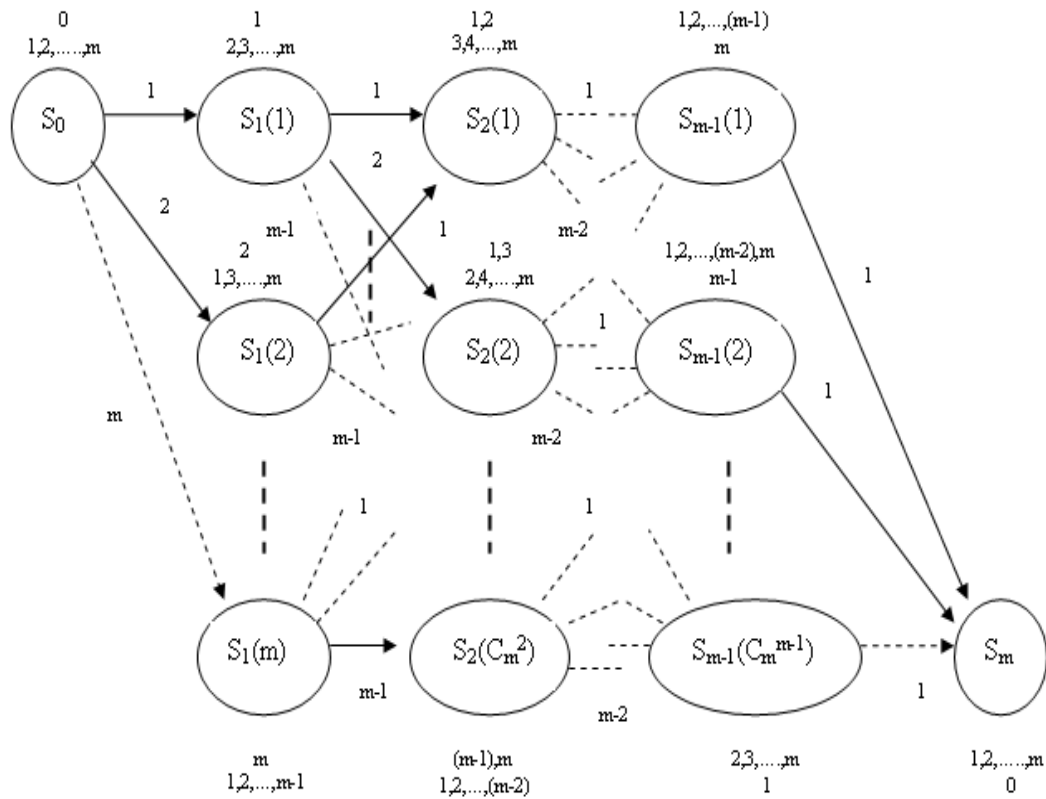 0
1,2,.....,m
1
2,3,....,m
1,2
3,4,...,m
1,2,...,(m-1)
m
1
1
1
S₀
S₁(1)
S₂(1)
Sₘ₋₁(1)
2
2
m-1
1
m-2
1
2
1,3,....,m
1,3
2,4,....,m
1,2,...,(m-2),m
m-1
1
S₁(2)
S₂(2)
Sₘ₋₁(2)
1
m
m-1
m-2
1
1
S₁(m)
S₂(Cₘ²)
Sₘ₋₁(Cₘᵐ⁻¹)
Sₘ
m-1
m-2
1
m
1,2,...,m-1
(m-1),m
1,2,...,(m-2)
2,3,....,m
1
1,2,.....,m
0